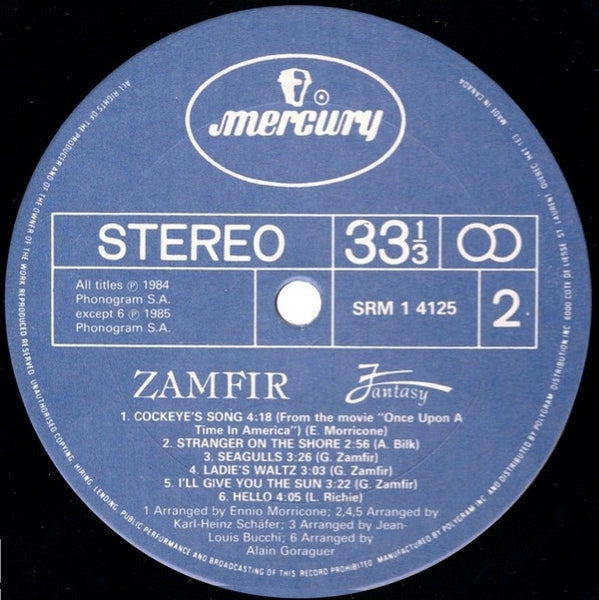 mercury
STEREO
33 1/3
All titles ℗ 1984
Phonogram S.A.
except 6 ℗ 1985
Phonogram S.A.
SRM 1 4125
2
ZAMFIR
Fantasy
1. COCKEYE'S SONG 4:18 (From the movie "Once Upon A
Time In America") (E. Morricone)
2. STRANGER ON THE SHORE 2:56 (A. Bilk)
3. SEAGULLS 3:26 (G. Zamfir)
4. LADIE'S WALTZ 3:03 (G. Zamfir)
5. I'LL GIVE YOU THE SUN 3:22 (G. Zamfir)
6. HELLO 4:05 (L. Richie)
1 Arranged by Ennio Morricone; 2,4,5 Arranged by
Karl-Heinz Schäfer; 3 Arranged by Jean-
Louis Bucchi; 6 Arranged by
Alain Goraguer
ALL RIGHTS OF THE PRODUCER AND OF THE OWNER OF THE WORK REPRODUCED RESERVED. UNAUTHORISED COPYING, HIRING, LENDING, PUBLIC PERFORMANCE AND BROADCASTING OF THIS RECORD PROHIBITED. MANUFACTURED BY POLYGRAM INC. AND DISTRIBUTED BY POLYGRAM DISTRIBUTION INC. 6000 COTE DE LIESSE, ST. LAURENT, QUEBEC H4T 1E3 MADE IN CANADA